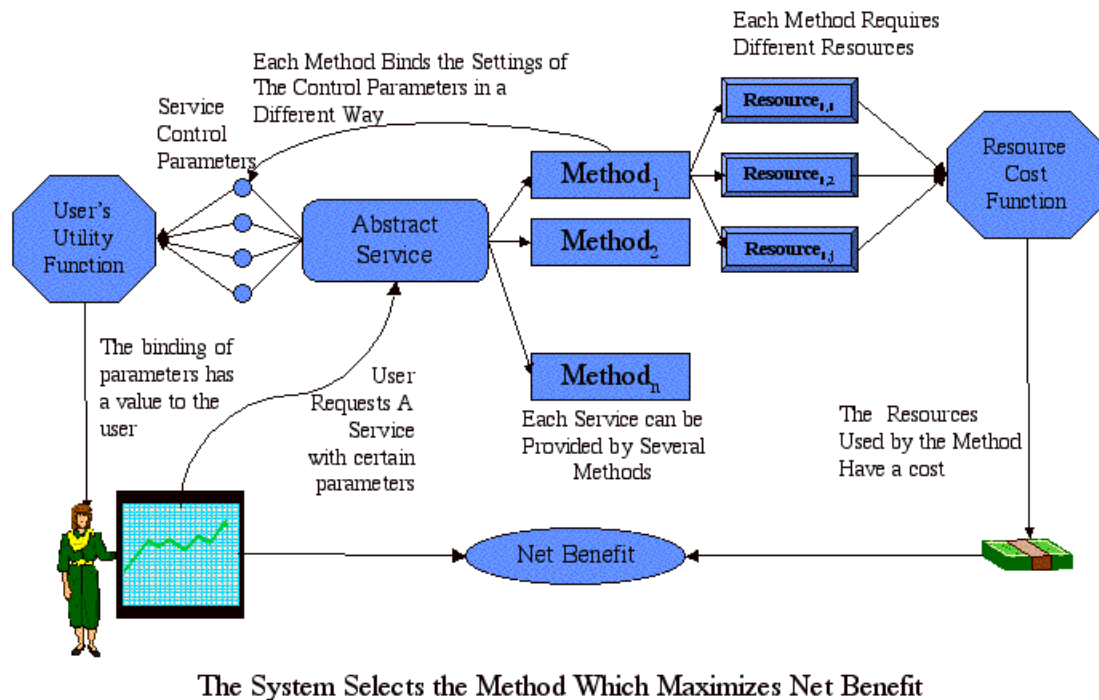 Each Method Requires
Different Resources
Each Method Binds the Settings of
The Control Parameters in a
Different Way
Service
Control
Parameters
User's
Utility
Function
Abstract
Service
Method1
Method2
Methodn
Resource1,1
Resource1,2
Resource1,j
Resource
Cost
Function
The binding of
parameters has
a value to the
user
User
Requests A
Service
with certain
parameters
Each Service can be
Provided by Several
Methods
The Resources
Used by the Method
Have a cost
Net Benefit
The System Selects the Method Which Maximizes Net Benefit